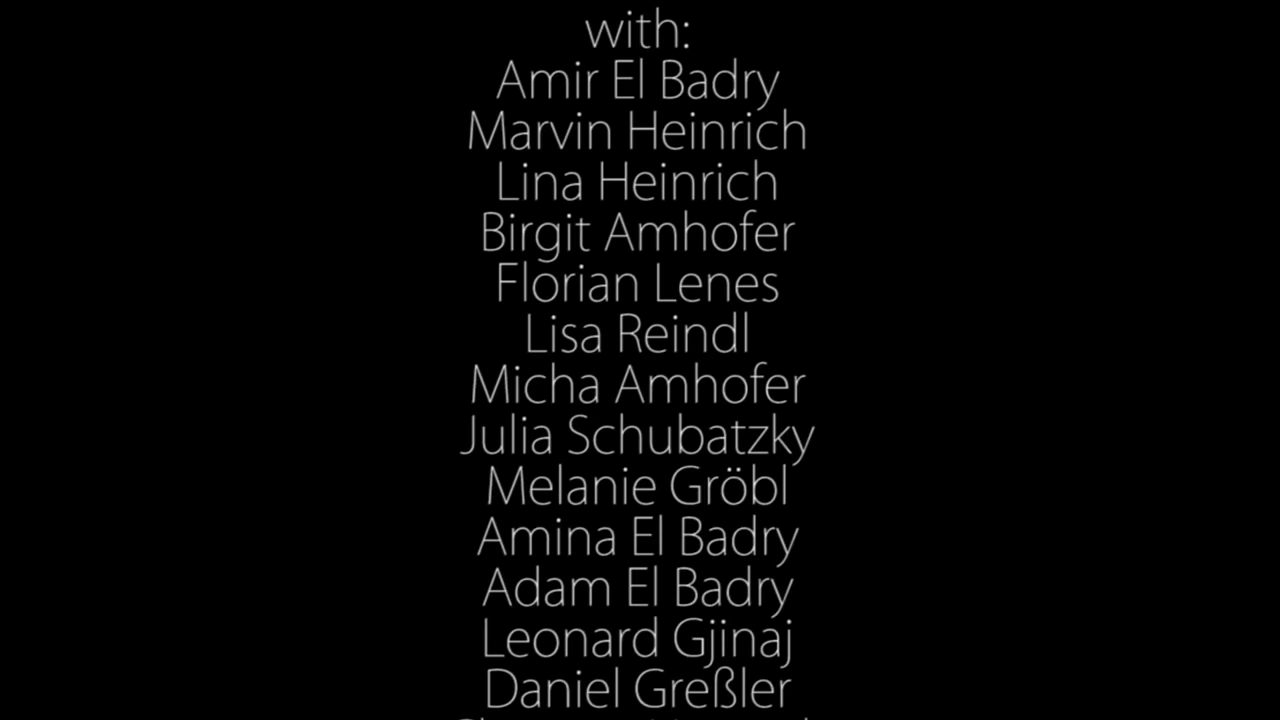 with:
Amir El Badry
Marvin Heinrich
Lina Heinrich
Birgit Amhofer
Florian Lenes
Lisa Reindl
Micha Amhofer
Julia Schubatzky
Melanie Gröbl
Amina El Badry
Adam El Badry
Leonard Gjinaj
Daniel Greßler